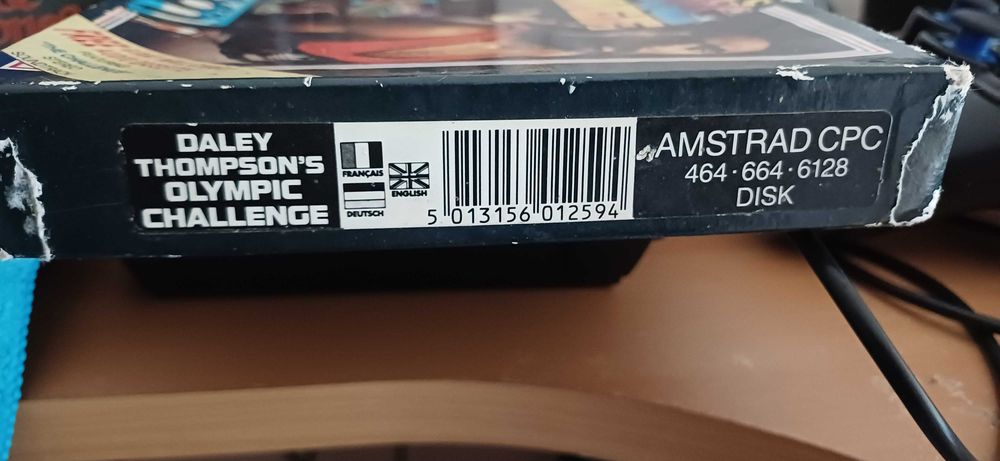 DALEY
THOMPSON'S
OLYMPIC
CHALLENGE
FRANÇAIS
ENGLISH
DEUTSCH
5 013156 012594
AMSTRAD CPC
464·664·6128
DISK